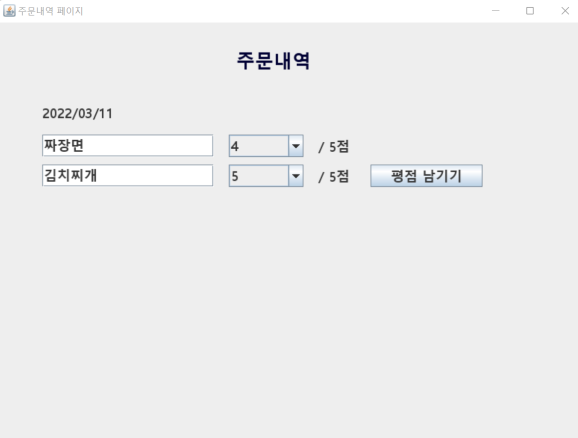 주문내역 페이지
주문내역
2022/03/11
짜장면 4 / 5점
김치찌개 5 / 5점 평점 남기기